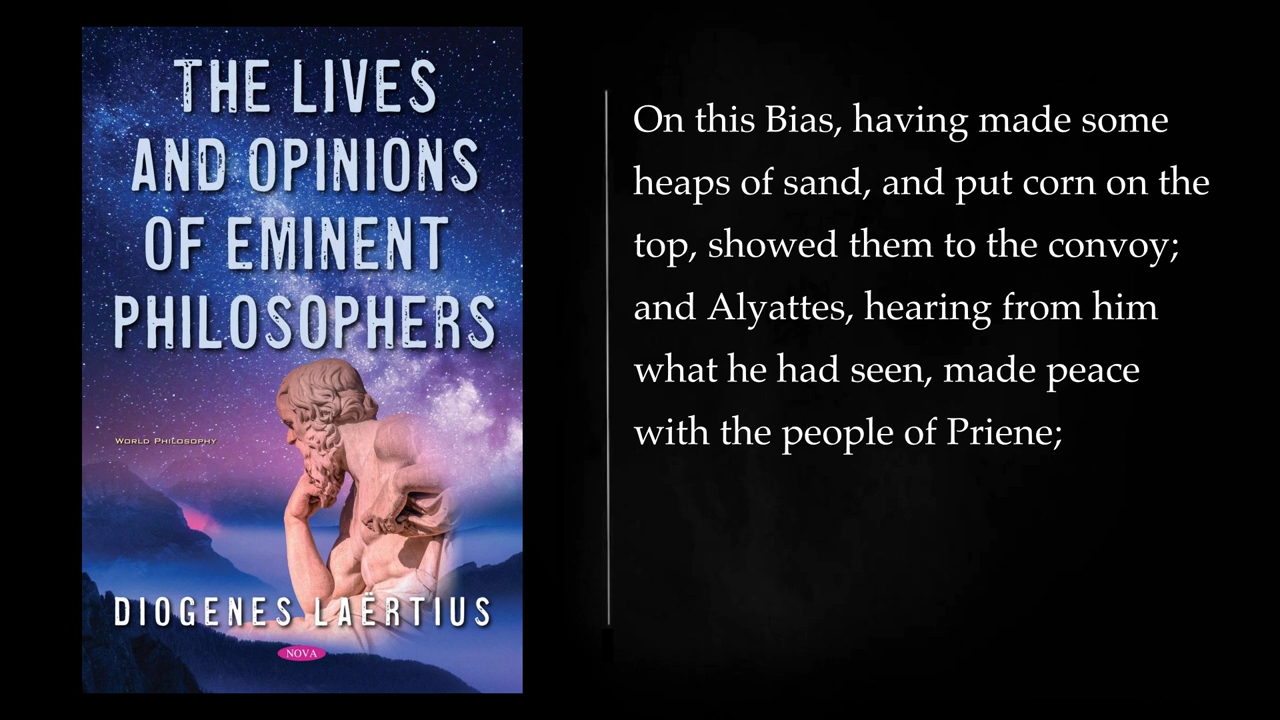 THE LIVES
AND OPINIONS
OF EMINENT
PHILOSOPHERS
WORLD PHILOSOPHY
DIOGENES LAËRTIUS
NOVA
On this Bias, having made some
heaps of sand, and put corn on the
top, showed them to the convoy;
and Alyattes, hearing from him
what he had seen, made peace
with the people of Priene;